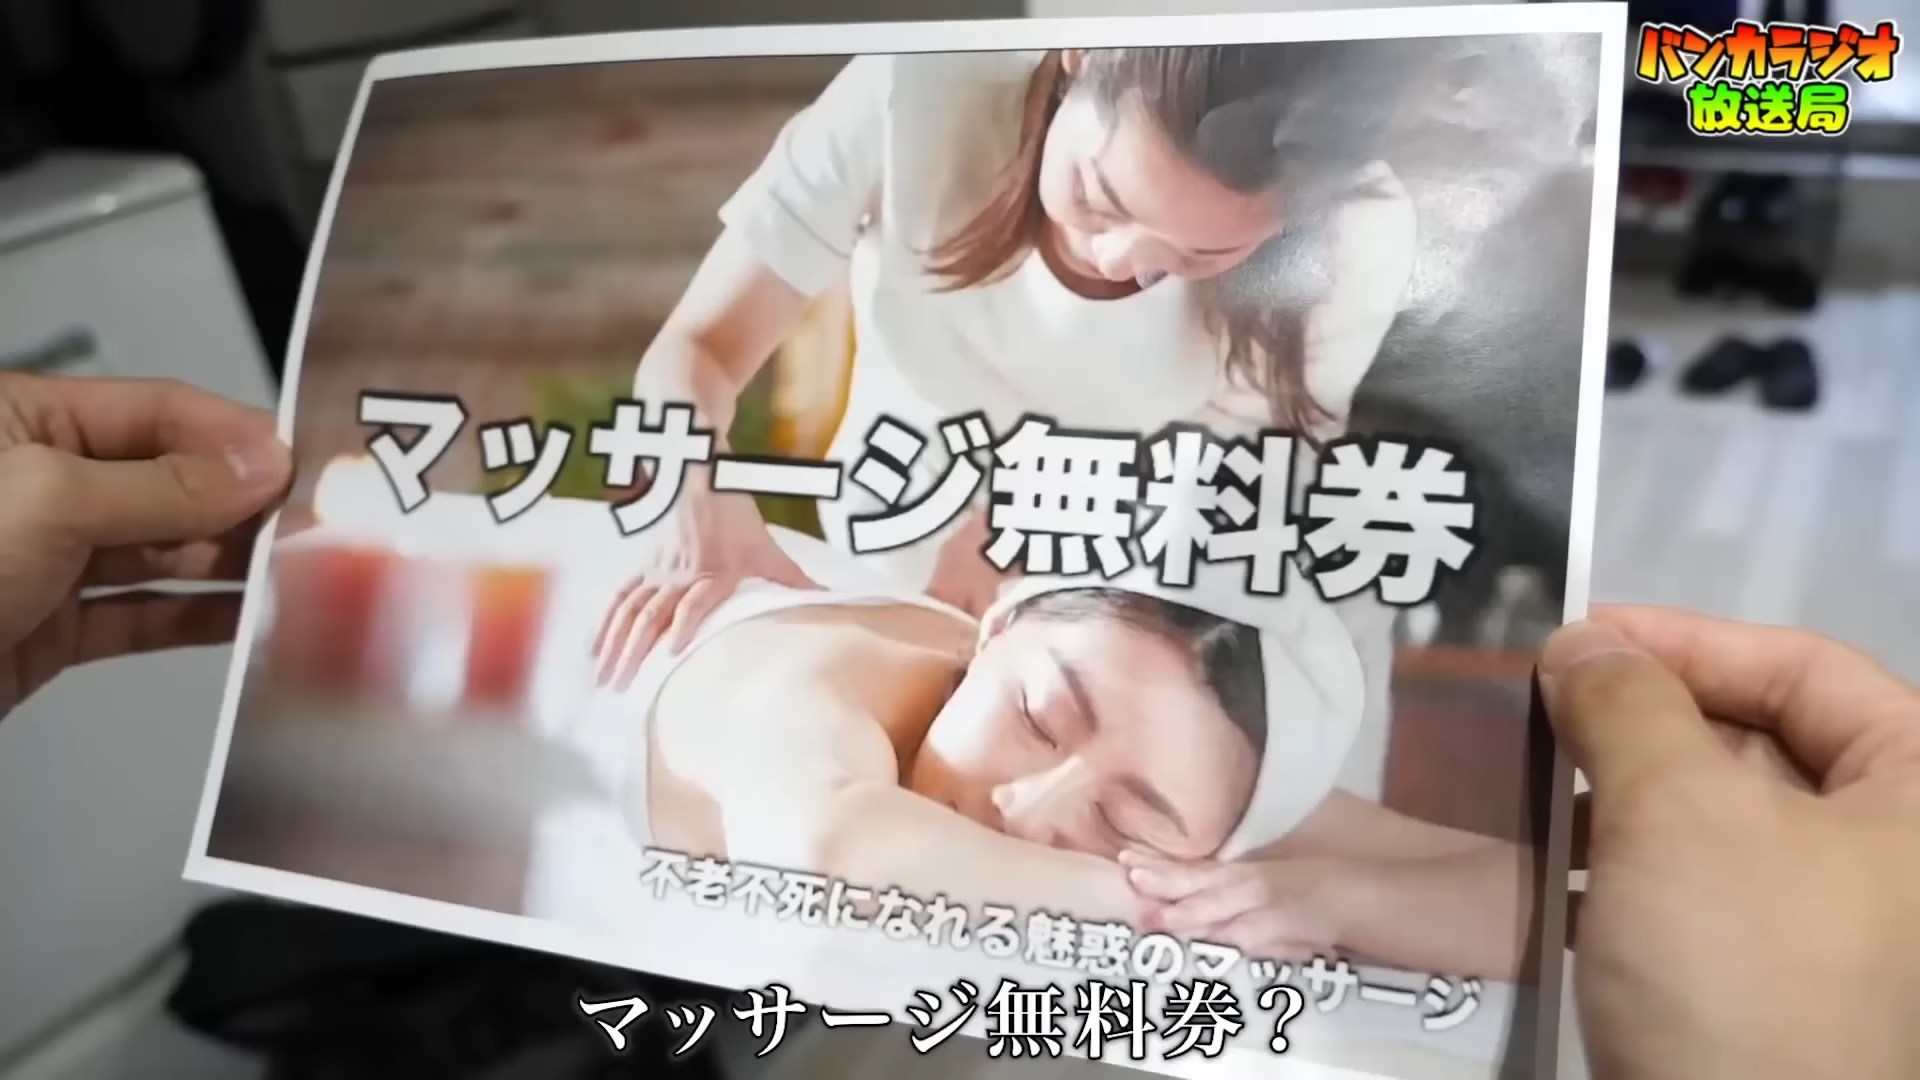 バンカラジオ
放送局
マッサージ無料券
不老不死になれる魅惑のマッサージ
マッサージ無料券？